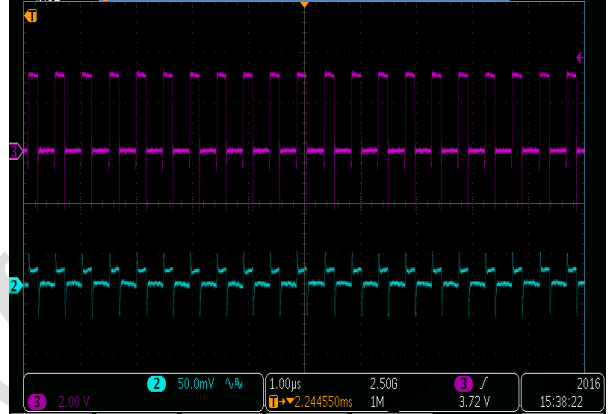 T
3
2
2 50.0mV
3 2.00 V
1.00µs 2.50G 3 ∫
T→▼2.244550ms 1M 3.72 V
2016
15:38:22